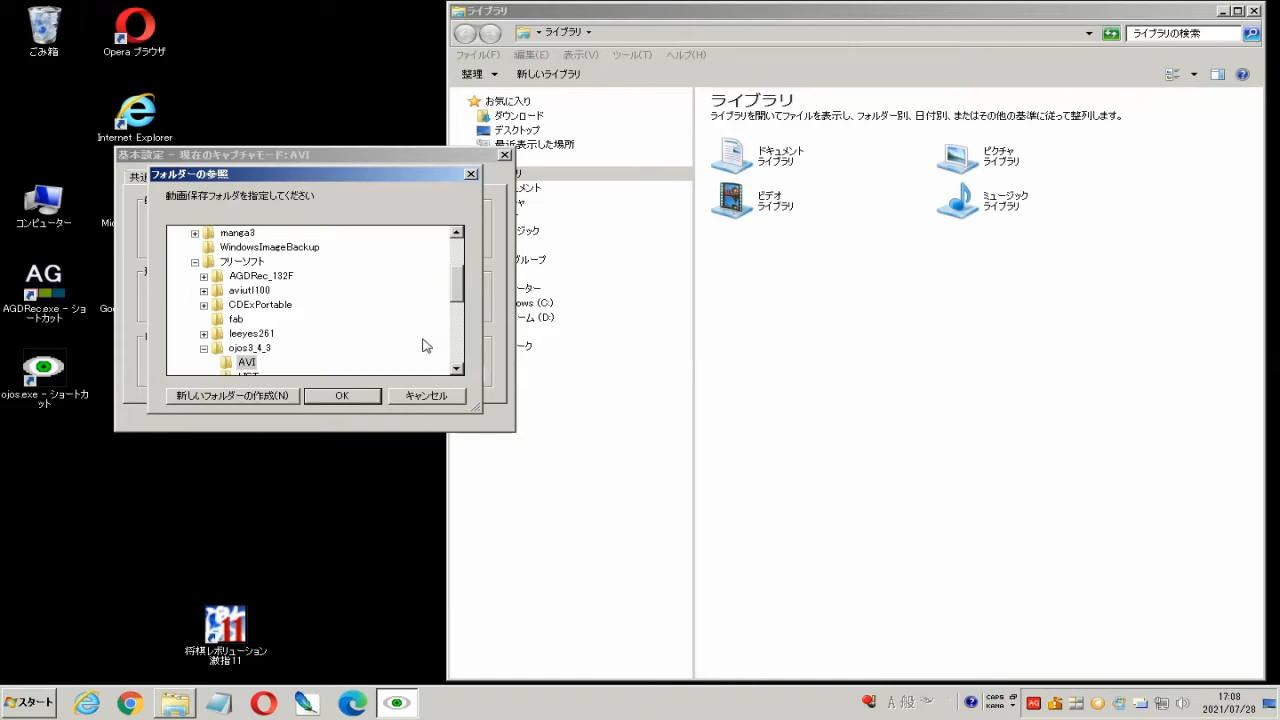 ごみ箱
Opera ブラウザ
Internet Explorer
コンピューター
AG
AGDRec.exe - ショートカット
ojos.exe - ショートカット
将棋レボリューション
激指11
基本設定 - 現在のキャプチャモード:AVI
フォルダーの参照
動画保存フォルダを指定してください
manga3
WindowsImageBackup
フリーソフト
AGDRec_132F
aviutl100
CDExPortable
fab
leeyes261
ojos3_4_3
AVI
新しいフォルダーの作成(N)
OK
キャンセル
ライブラリ
ライブラリ
ライブラリの検索
ファイル(F)
編集(E)
表示(V)
ツール(T)
ヘルプ(H)
整理
新しいライブラリ
お気に入り
ダウンロード
デスクトップ
最近表示した場所
ライブラリ
ライブラリを開いてファイルを表示し、フォルダー別、日付別、またはその他の基準に従って整列します。
ドキュメント
ライブラリ
ピクチャ
ライブラリ
ビデオ
ライブラリ
ミュージック
ライブラリ
スタート
A 般
CAPS
KANA
AG
17:08
2021/07/28